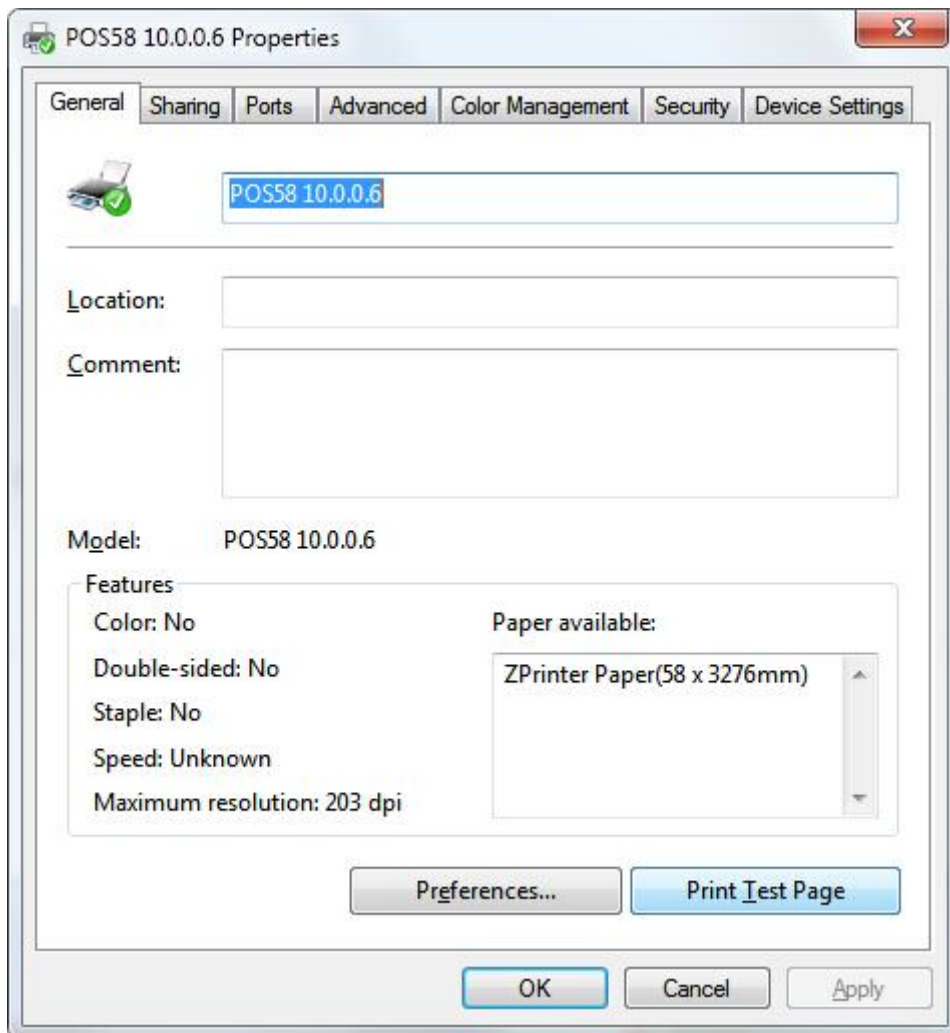 POS58 10.0.0.6 Properties
General Sharing Ports Advanced Color Management Security Device Settings
POS58 10.0.0.6
Location:
Comment:
Model: POS58 10.0.0.6
Features
Color: No
Paper available:
Double-sided: No
ZPrinter Paper(58 x 3276mm)
Staple: No
Speed: Unknown
Maximum resolution: 203 dpi
Preferences... Print Test Page
OK Cancel Apply